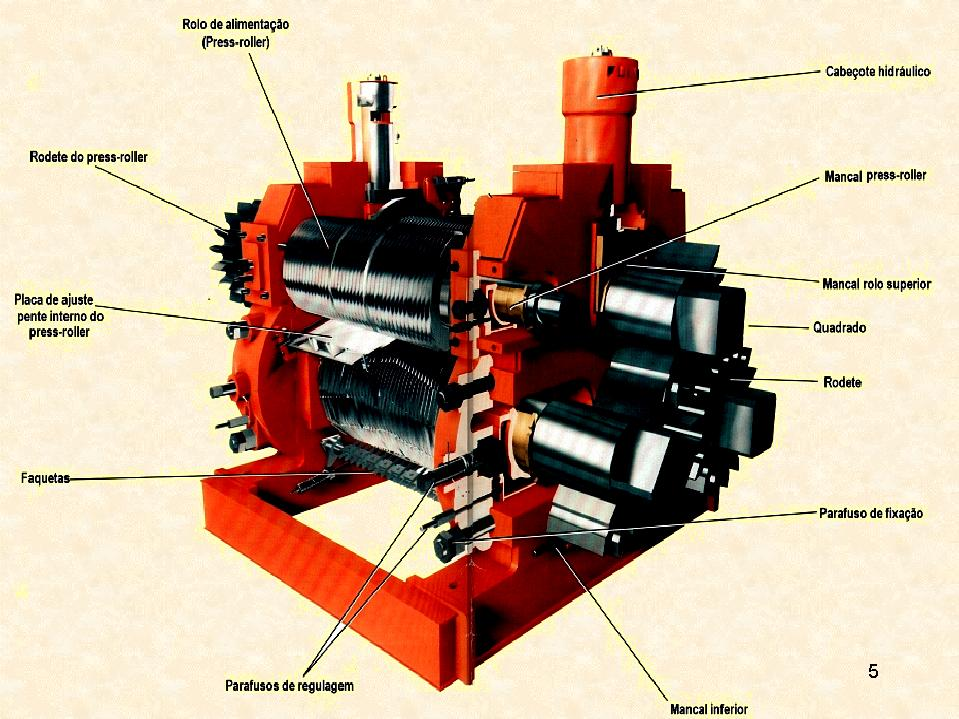 Rolo de alimentação
(Press-roller)
Cabeçote hidráulico
Rodete do press-roller
Mancal press-roller
Mancal rolo superior
Placa de ajuste
pente interno do
press-roller
Quadrado
Rodete
Faquetas
Parafuso de fixação
Parafusos de regulagem
Mancal inferior
5